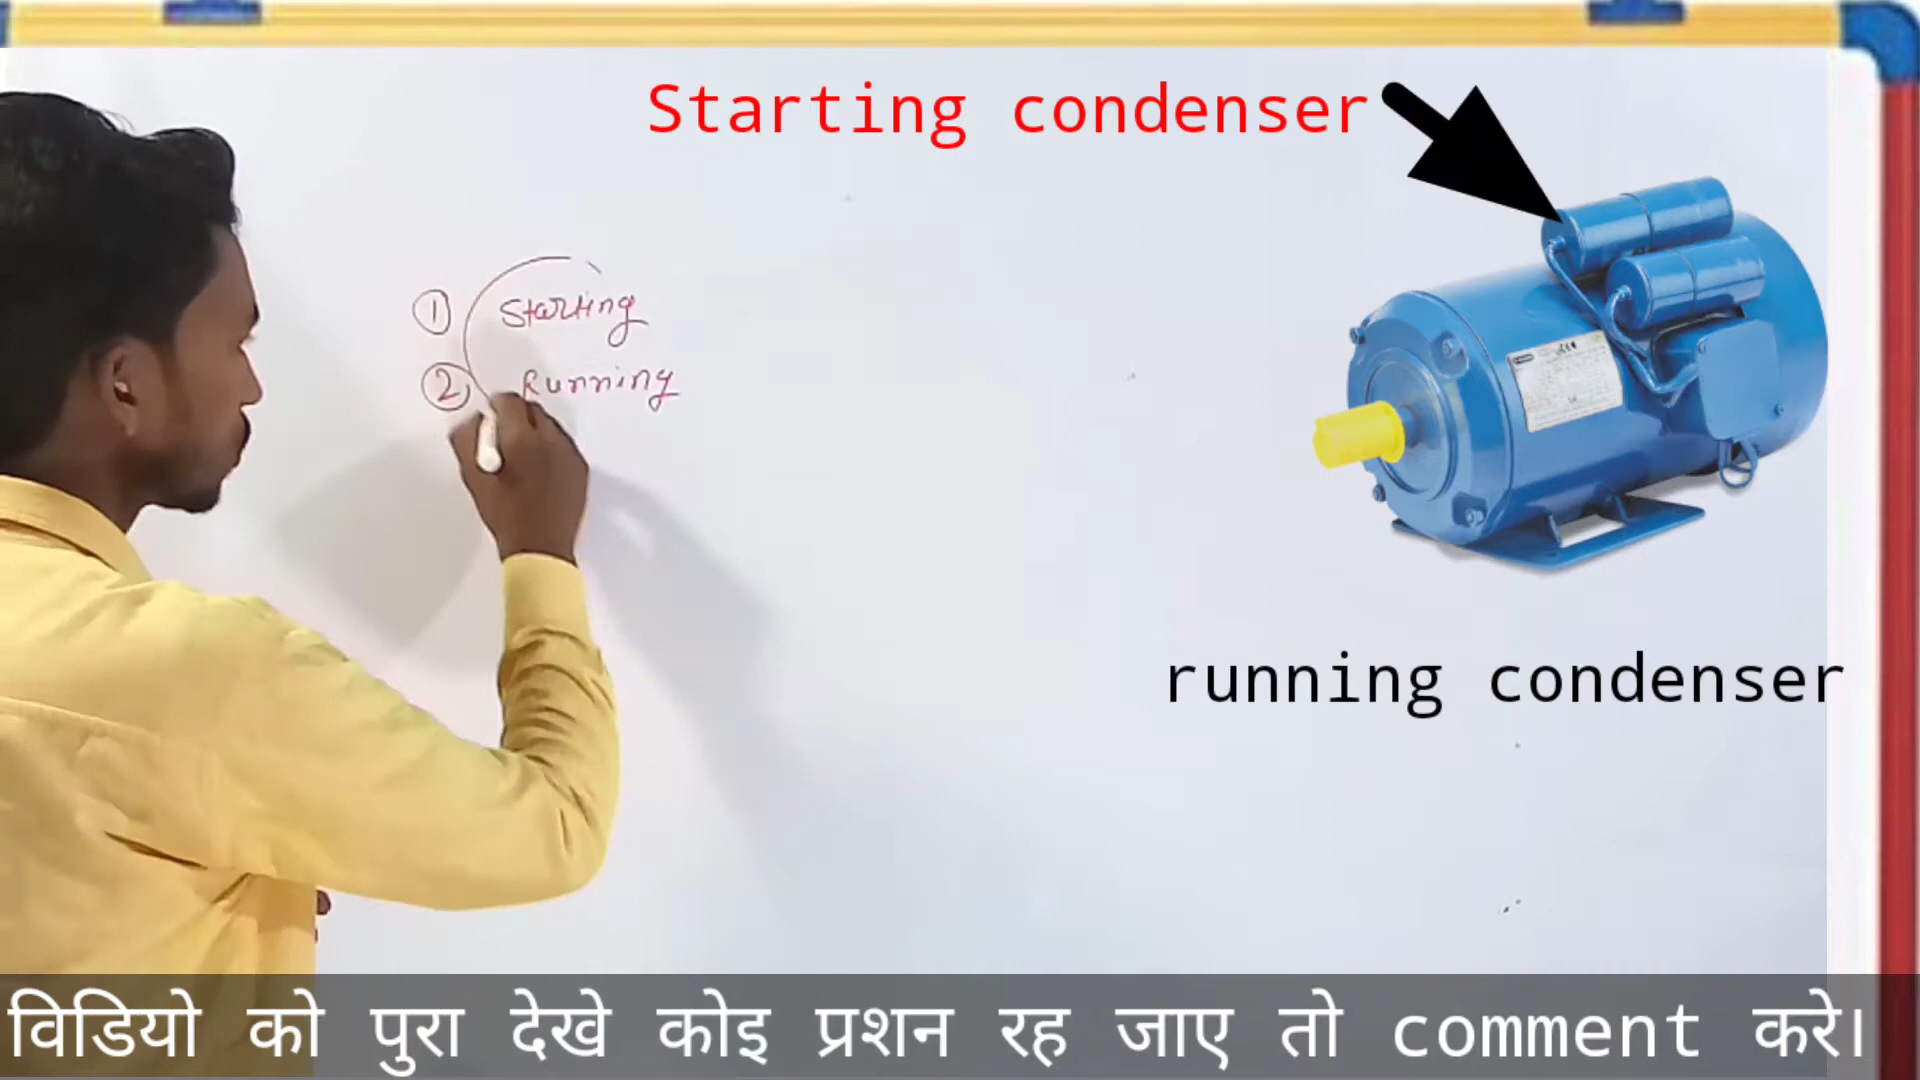 Starting condenser
① Starting
② Running
running condenser
विडियो को पुरा देखे कोइ प्रशन रह जाए तो comment करे।